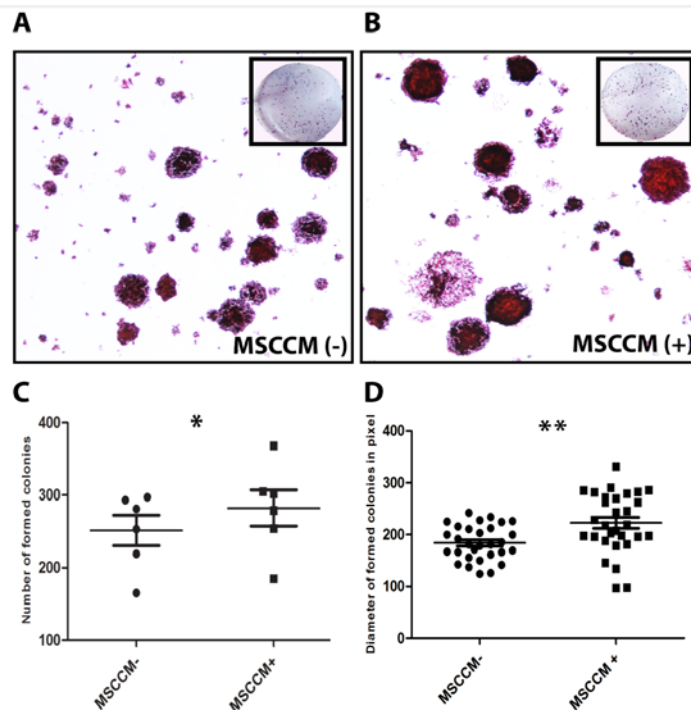 A
B
MSCCM (-)
MSCCM (+)
C
D
*
**
Number of formed colonies
400
300
200
100
MSCCM-
MSCCM+
Diameter of formed colonies in pixel
400
300
200
100
0
MSCCM-
MSCCM +